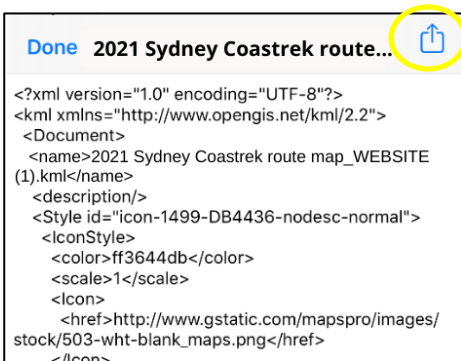 Done 2021 Sydney Coastrek route...
<?xml version="1.0" encoding="UTF-8"?>
<kml xmlns="http://www.opengis.net/kml/2.2">
<Document>
<name>2021 Sydney Coastrek route map_WEBSITE
(1).kml</name>
<description/>
<Style id="icon-1499-DB4436-nodesc-normal">
<IconStyle>
<color>ff3644db</color>
<scale>1</scale>
<Icon>
<href>http://www.gstatic.com/mapspro/images/
stock/503-wht-blank_maps.png</href>
</Icon>